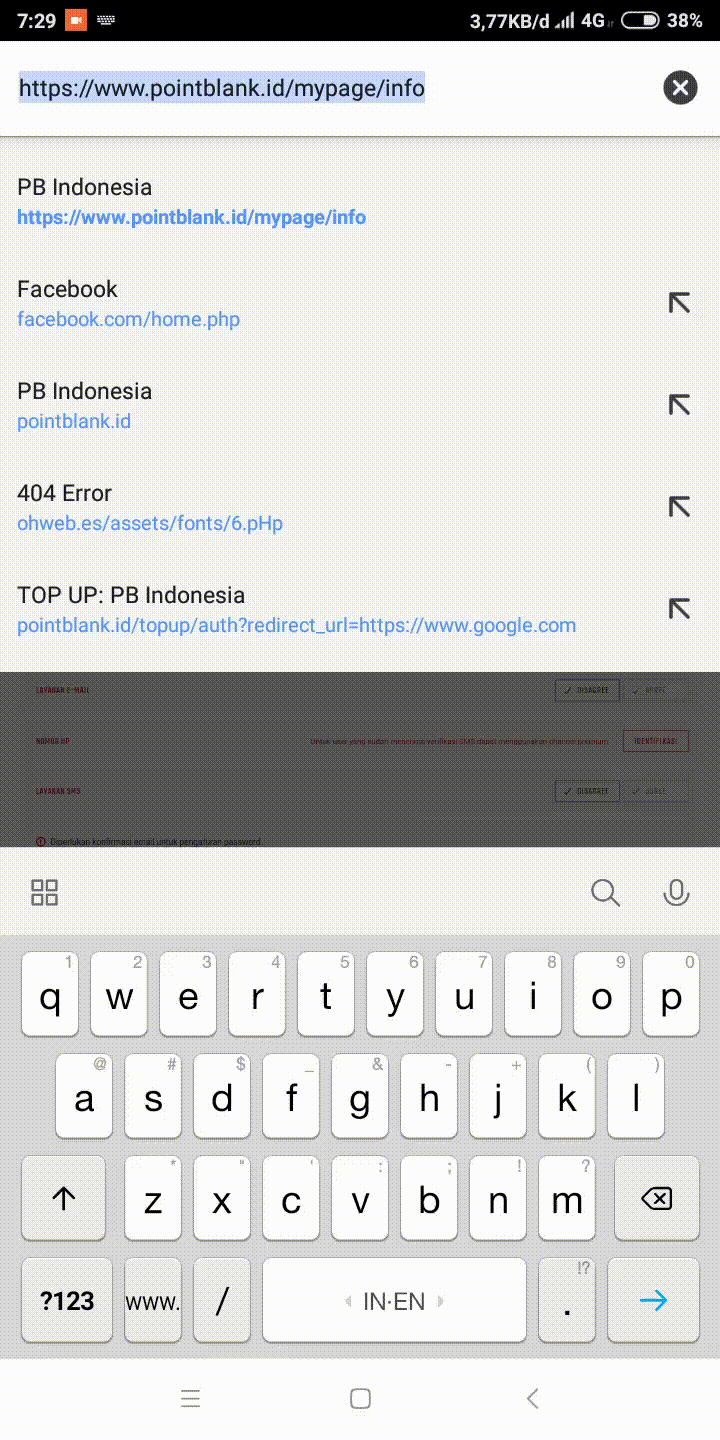 7:29 3,77KB/d 4G 38%
https://www.pointblank.id/mypage/info
PB Indonesia
https://www.pointblank.id/mypage/info
Facebook
facebook.com/home.php
PB Indonesia
pointblank.id
404 Error
ohweb.es/assets/fonts/6.pHp
TOP UP: PB Indonesia
pointblank.id/topup/auth?redirect_url=https://www.google.com
LAYANAN E-MAIL DISAGREE AGREE
NOMOR HP Untuk user yang sudah menerima verifikasi SMS dapat menggunakan channel premium IDENTIFIKASI
LAYANAN SMS DISAGREE AGREE
Diperlukan konfirmasi email untuk pengaturan password
1 2 3 4 5 6 7 8 9 0
q w e r t y u i o p
@ # $ _ & - + ( )
a s d f g h j k l
* " ' : ; ! ?
z x c v b n m
!?
?123 www. / IN·EN .